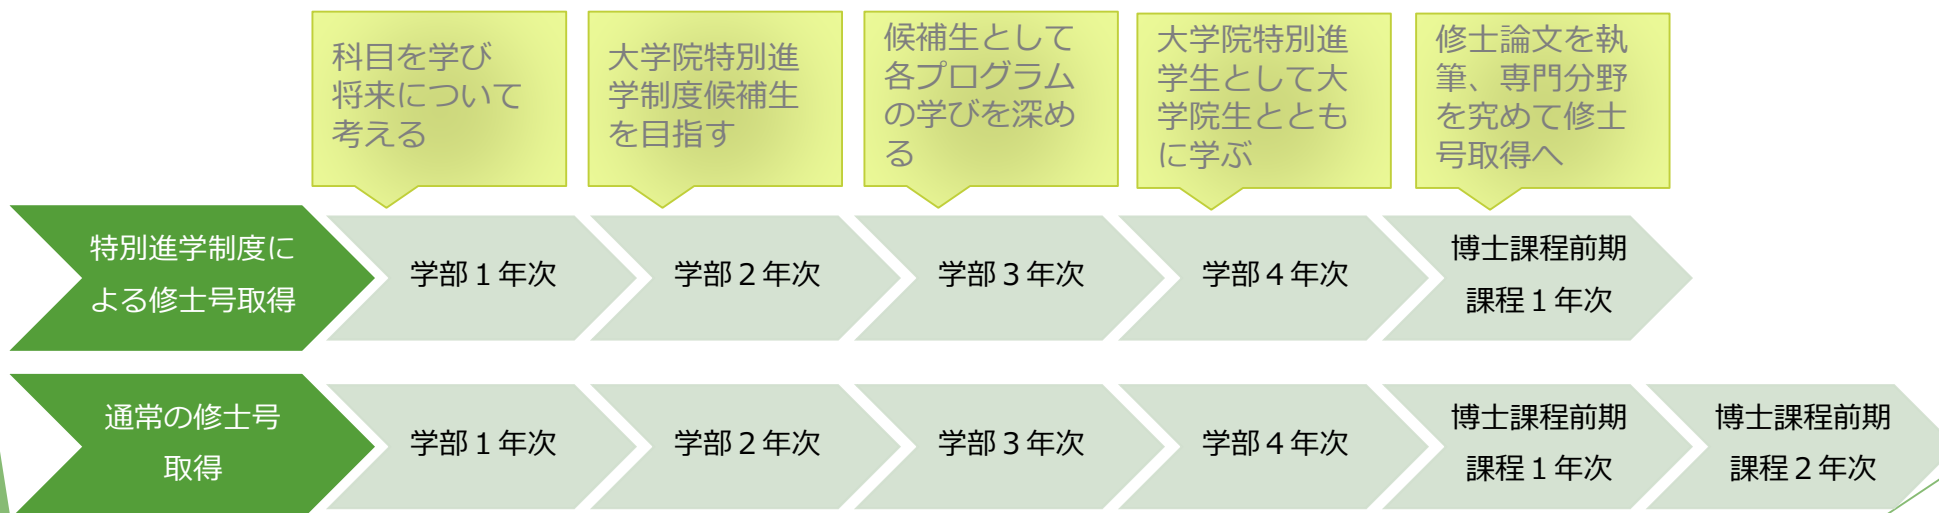 科目を学び
将来について
考える
大学院特別進
学制度候補生
を目指す
候補生として
各プログラム
の学びを深め
る
大学院特別進
学生として大
学院生ととも
に学ぶ
修士論文を執
筆、専門分野
を究めて修士
号取得へ
特別進学制度に
よる修士号取得
学部１年次
学部２年次
学部３年次
学部４年次
博士課程前期
課程１年次
通常の修士号
取得
学部１年次
学部２年次
学部３年次
学部４年次
博士課程前期
課程１年次
博士課程前期
課程２年次